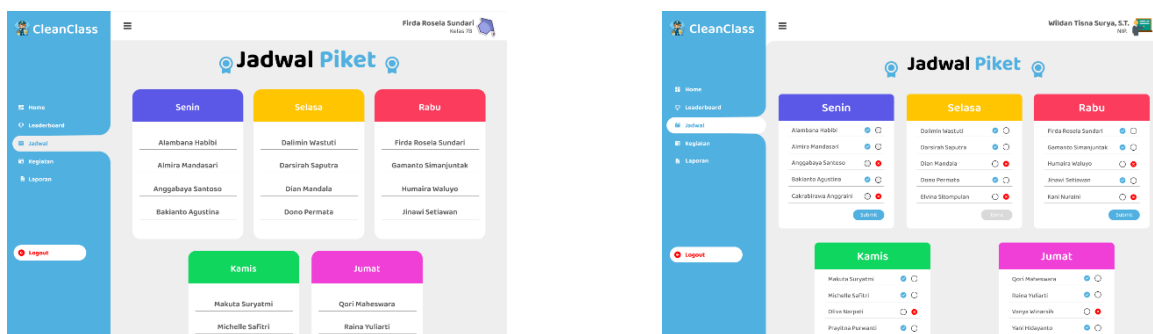 CleanClass
Firda Rosela Sundari
Kelas 7B
Jadwal Piket
Home
Leaderboard
Jadwal
Kegiatan
Laporan
Logout
Senin
Alambana Habibi
Almira Mandasari
Anggabaya Santoso
Bakianto Agustina
Selasa
Dalimin Wastuti
Darsirah Saputra
Dian Mandala
Dono Permata
Rabu
Firda Rosela Sundari
Gamanto Simanjuntak
Humaira Waluyo
Jinawi Setiawan
Kamis
Makuta Suryatmi
Michelle Safitri
Jumat
Qori Maheswara
Raina Yuliarti
CleanClass
Wildan Tisna Surya, S.T.
NIP.
Jadwal Piket
Home
Leaderboard
Jadwal
Kegiatan
Laporan
Logout
Senin
Alambana Habibi
Almira Mandasari
Anggabaya Santoso
Bakianto Agustina
Cakrabirawa Anggraini
Submit
Selasa
Dalimin Wastuti
Darsirah Saputra
Dian Mandala
Dono Permata
Elvina Sitompulan
Rabu
Firda Rosela Sundari
Gamanto Simanjuntak
Humaira Waluyo
Jinawi Setiawan
Kani Nuraini
Submit
Kamis
Makuta Suryatmi
Michelle Safitri
Oliva Narpati
Prayitna Purwanti
Jumat
Qori Maheswara
Raina Yuliarti
Vanya Winarsih
Yani Hidayanto